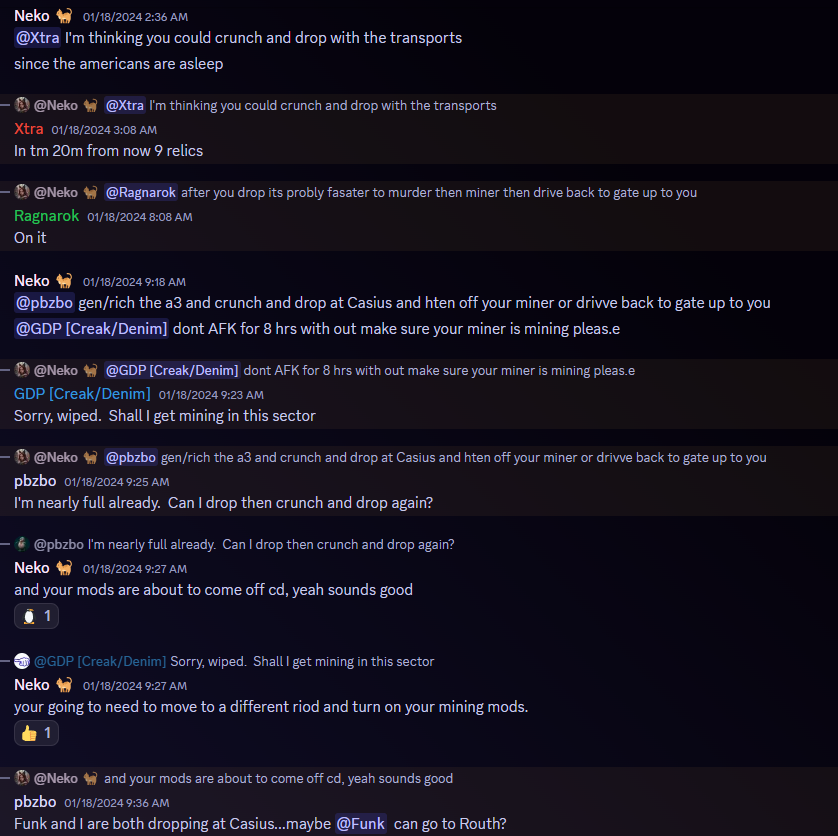 Neko 🐈 01/18/2024 2:36 AM
@Xtra I'm thinking you could crunch and drop with the transports
since the americans are asleep
@Neko 🐈 @Xtra I'm thinking you could crunch and drop with the transports
Xtra 01/18/2024 3:08 AM
In tm 20m from now 9 relics
@Neko 🐈 @Ragnarok after you drop its probly fasater to murder then miner then drive back to gate up to you
Ragnarok 01/18/2024 8:08 AM
On it
Neko 🐈 01/18/2024 9:18 AM
@pbzbo gen/rich the a3 and crunch and drop at Casius and hten off your miner or drivve back to gate up to you
@GDP [Creak/Denim] dont AFK for 8 hrs with out make sure your miner is mining pleas.e
@Neko 🐈 @GDP [Creak/Denim] dont AFK for 8 hrs with out make sure your miner is mining pleas.e
GDP [Creak/Denim] 01/18/2024 9:23 AM
Sorry, wiped.  Shall I get mining in this sector
@Neko 🐈 @pbzbo gen/rich the a3 and crunch and drop at Casius and hten off your miner or drivve back to gate up to you
pbzbo 01/18/2024 9:25 AM
I'm nearly full already.  Can I drop then crunch and drop again?
@pbzbo I'm nearly full already.  Can I drop then crunch and drop again?
Neko 🐈 01/18/2024 9:27 AM
and your mods are about to come off cd, yeah sounds good
🐧 1
@GDP [Creak/Denim] Sorry, wiped.  Shall I get mining in this sector
Neko 🐈 01/18/2024 9:27 AM
your going to need to move to a different riod and turn on your mining mods.
👍 1
@Neko 🐈 and your mods are about to come off cd, yeah sounds good
pbzbo 01/18/2024 9:36 AM
Funk and I are both dropping at Casius...maybe @Funk can go to Routh?